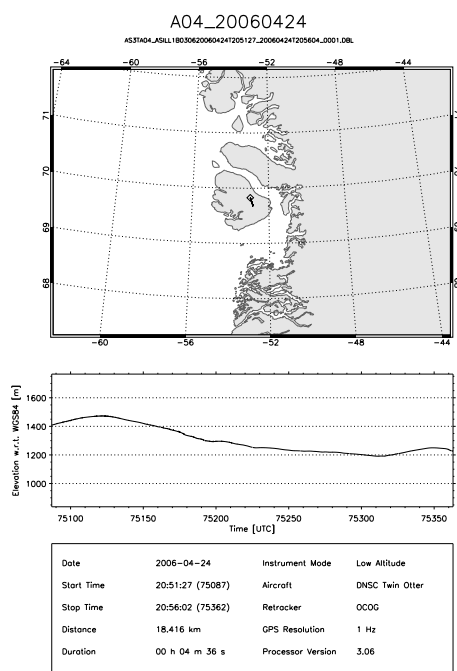 A04_20060424
AS3TA04_ASILL1B030620060424T205127_20060424T205604_0001.DBL
-64 -60 -56 -52 -48 -44
71
70
69
68
-60 -56 -52 -48 -44
Elevation w.r.t. WGS84 [m]
1600
1400
1200
1000
75100 75150 75200 75250 75300 75350
Time [UTC]
Date 2006-04-24 Instrument Mode Low Altitude
Start Time 20:51:27 (75087) Aircraft DNSC Twin Otter
Stop Time 20:56:02 (75362) Retracker OCOG
Distance 18.416 km GPS Resolution 1 Hz
Duration 00 h 04 m 36 s Processor Version 3.06